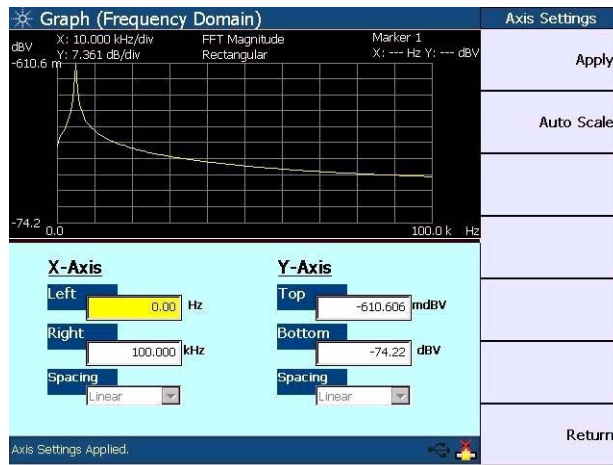 Graph (Frequency Domain)
Axis Settings
dBV
X: 10.000 kHz/div
FFT Magnitude
Marker 1
Y: 7.361 dB/div
Rectangular
X: --- Hz Y: --- dBV
-610.6 m
-74.2
0.0
100.0 k
Hz
Apply
Auto Scale
Return
X-Axis
Left
0.00 Hz
Right
100.000 kHz
Spacing
Linear
Y-Axis
Top
-610.606 mdBV
Bottom
-74.22 dBV
Spacing
Linear
Axis Settings Applied.